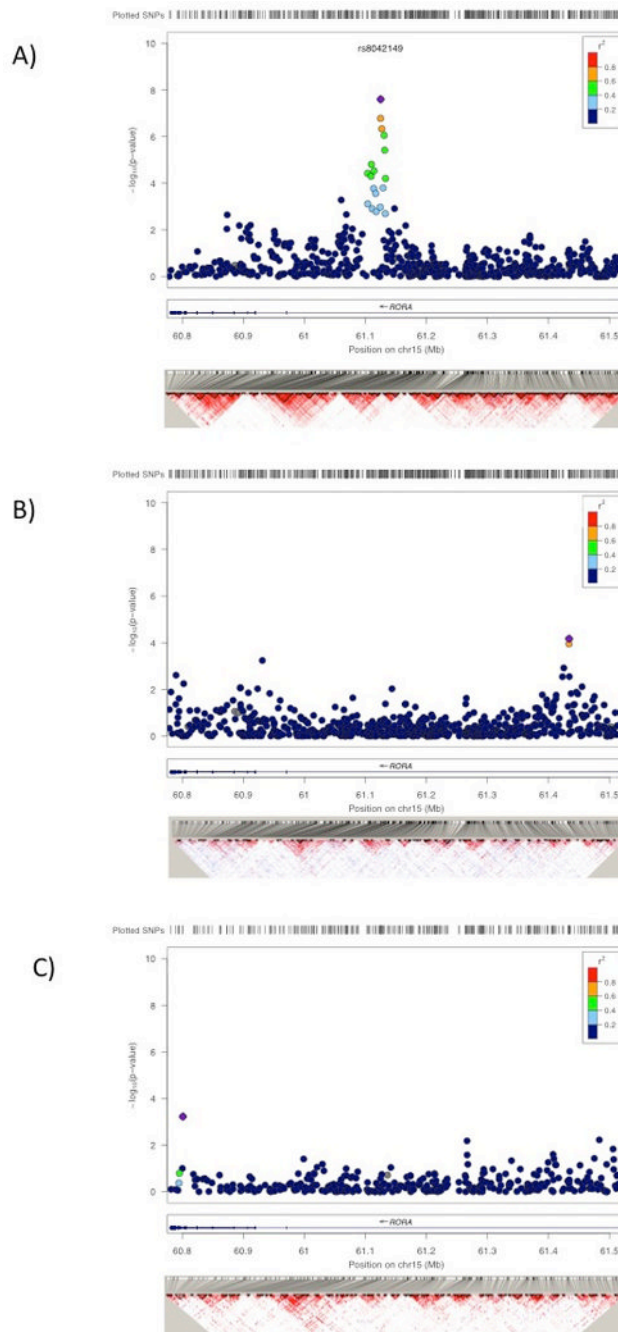 Plotted SNPs
A)
rs8042149
10
8
6
4
2
0
−log10(p-value)
r2
0.8
0.6
0.4
0.2
← RORA
60.8 60.9 61 61.1 61.2 61.3 61.4 61.5
Position on chr15 (Mb)
Plotted SNPs
B)
10
8
6
4
2
0
−log10(p-value)
r2
0.8
0.6
0.4
0.2
← RORA
60.8 60.9 61 61.1 61.2 61.3 61.4 61.5
Position on chr15 (Mb)
Plotted SNPs
C)
10
8
6
4
2
0
−log10(p-value)
r2
0.8
0.6
0.4
0.2
← RORA
60.8 60.9 61 61.1 61.2 61.3 61.4 61.5
Position on chr15 (Mb)